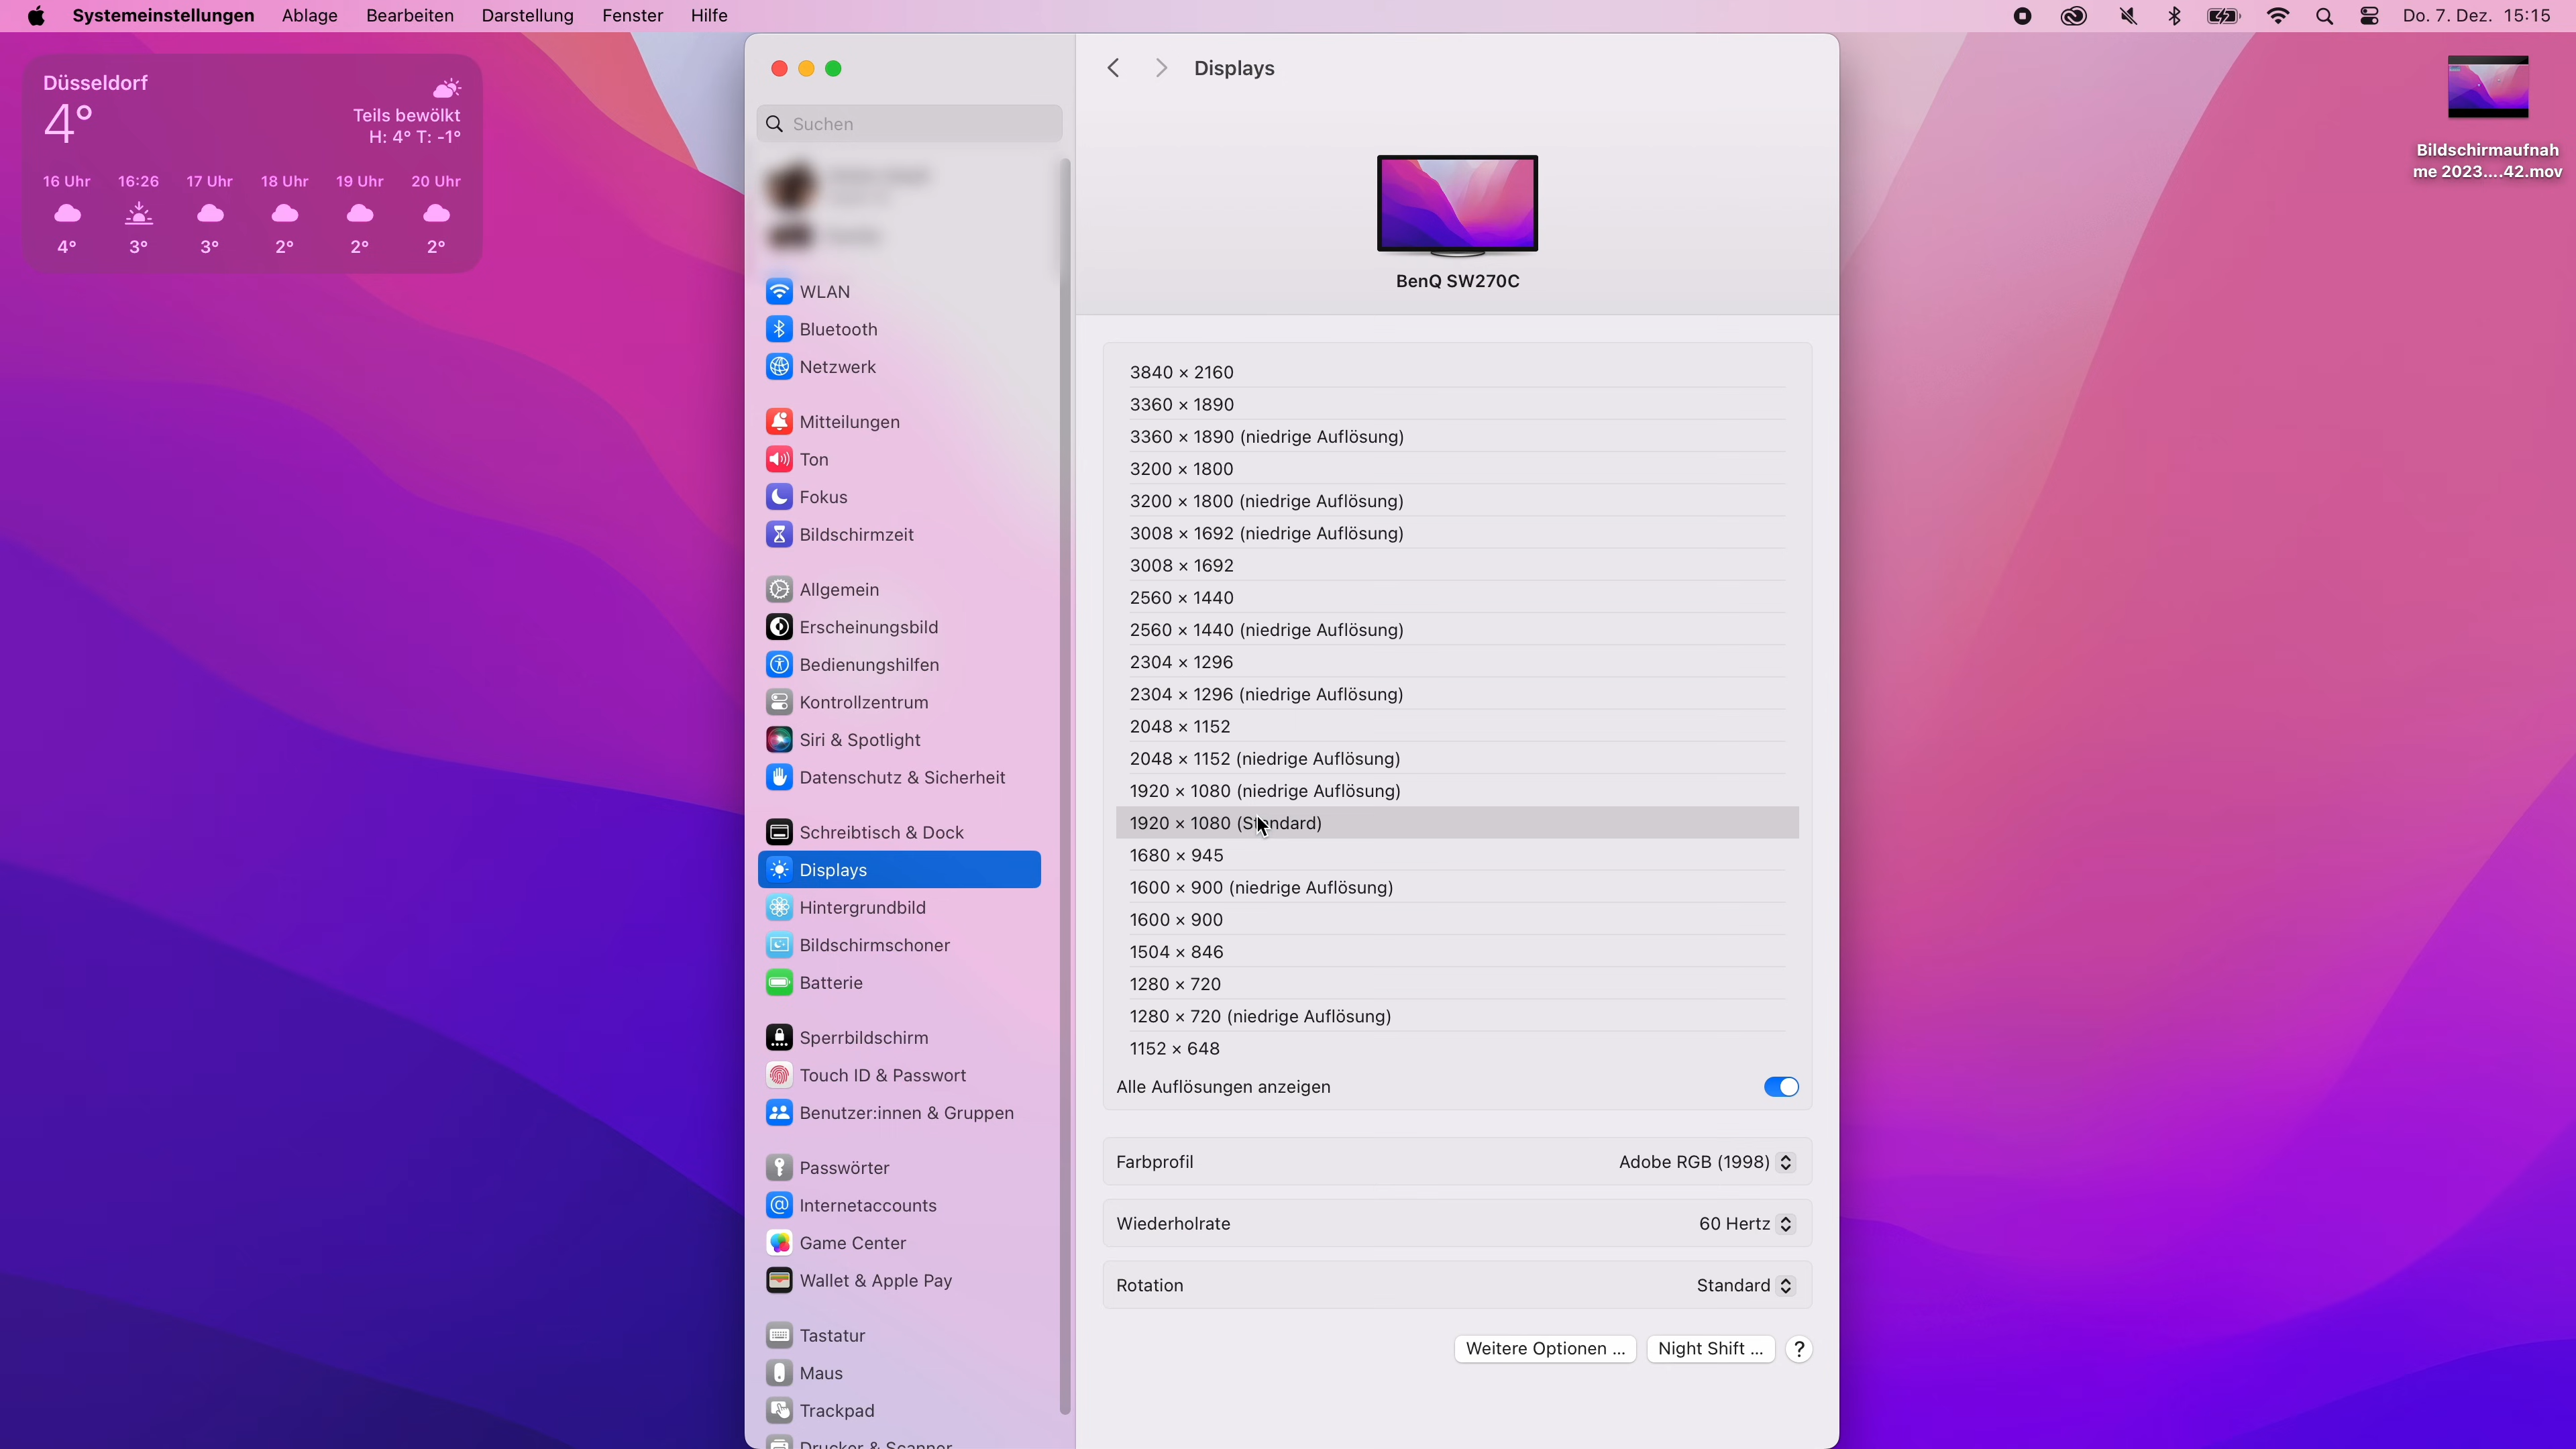 Systemeinstellungen Ablage Bearbeiten Darstellung Fenster Hilfe Do. 7. Dez. 15:15
Düsseldorf
4°
Teils bewölkt
H: 4° T: -1°
16 Uhr 16:26 17 Uhr 18 Uhr 19 Uhr 20 Uhr
4° 3° 3° 2° 2° 2°
Bildschirmaufnah
me 2023....42.mov
Suchen
WLAN
Bluetooth
Netzwerk
Mitteilungen
Ton
Fokus
Bildschirmzeit
Allgemein
Erscheinungsbild
Bedienungshilfen
Kontrollzentrum
Siri & Spotlight
Datenschutz & Sicherheit
Schreibtisch & Dock
Displays
Hintergrundbild
Bildschirmschoner
Batterie
Sperrbildschirm
Touch ID & Passwort
Benutzer:innen & Gruppen
Passwörter
Internetaccounts
Game Center
Wallet & Apple Pay
Tastatur
Maus
Trackpad
Drucker & Scanner
Displays
BenQ SW270C
3840 × 2160
3360 × 1890
3360 × 1890 (niedrige Auflösung)
3200 × 1800
3200 × 1800 (niedrige Auflösung)
3008 × 1692 (niedrige Auflösung)
3008 × 1692
2560 × 1440
2560 × 1440 (niedrige Auflösung)
2304 × 1296
2304 × 1296 (niedrige Auflösung)
2048 × 1152
2048 × 1152 (niedrige Auflösung)
1920 × 1080 (niedrige Auflösung)
1920 × 1080 (Standard)
1680 × 945
1600 × 900 (niedrige Auflösung)
1600 × 900
1504 × 846
1280 × 720
1280 × 720 (niedrige Auflösung)
1152 × 648
Alle Auflösungen anzeigen
Farbprofil Adobe RGB (1998)
Wiederholrate 60 Hertz
Rotation Standard
Weitere Optionen ... Night Shift ... ?